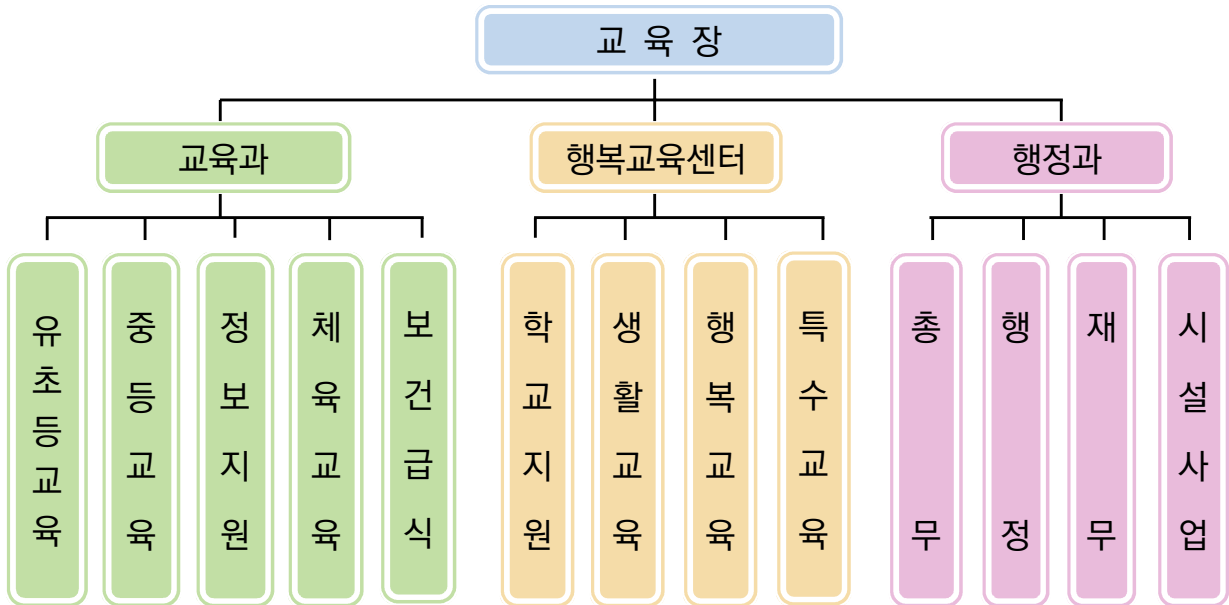 교 육 장
교육과
행복교육센터
행정과
유초등교육
중등교육
정보지원
체육교육
보건급식
학교지원
생활교육
행복교육
특수교육
총무
행정
재무
시설사업